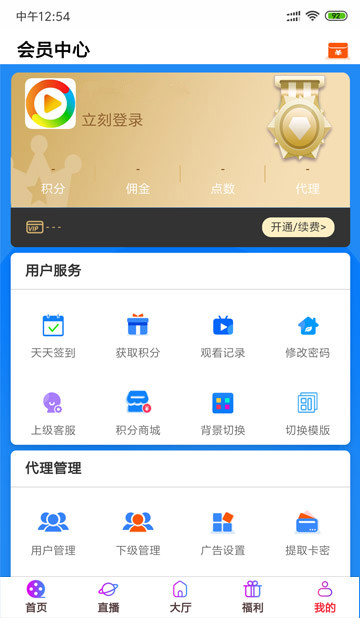 中午12:54
92
会员中心
立刻登录
- - - -
积分 佣金 点数 代理
VIP --- 开通/续费>
用户服务
天天签到 获取积分 观看记录 修改密码
上级客服 积分商城 背景切换 切换模版
代理管理
用户管理 下级管理 广告设置 提取卡密
首页 直播 大厅 福利 我的